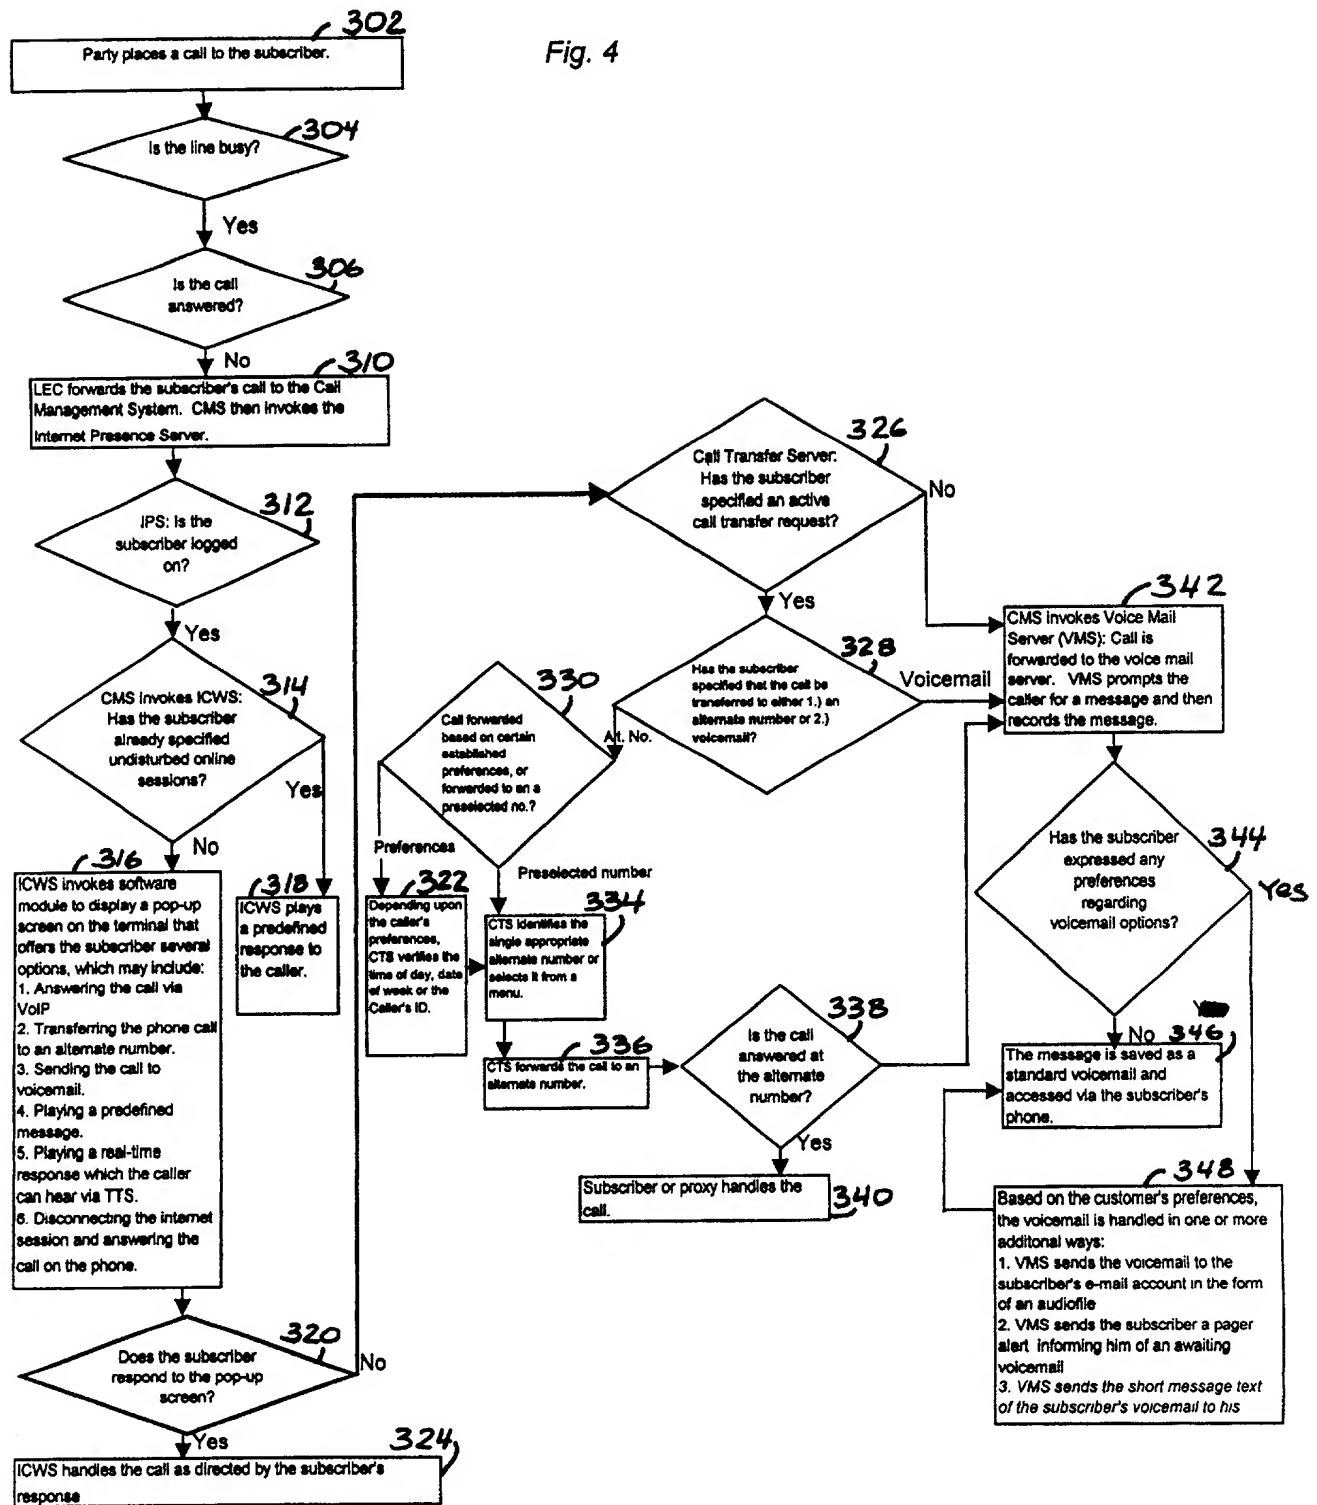 302
Party places a call to the subscriber.
Fig. 4
304
Is the line busy?
Yes
306
Is the call
answered?
No
310
LEC forwards the subscriber's call to the Call
Management System. CMS then invokes the
Internet Presence Server.
312
IPS: Is the
subscriber logged
on?
Yes
314
CMS invokes ICWS:
Has the subscriber
already specified
undisturbed online
sessions?
Yes
No
316
ICWS invokes software
module to display a pop-up
screen on the terminal that
offers the subscriber several
options, which may include:
1. Answering the call via
VoIP
2. Transferring the phone call
to an alternate number.
3. Sending the call to
voicemail.
4. Playing a predefined
message.
5. Playing a real-time
response which the caller
can hear via TTS.
6. Disconnecting the internet
session and answering the
call on the phone.
318
ICWS plays
a predefined
response to
the caller.
320
Does the subscriber
respond to the pop-up
screen?
No
Yes
324
ICWS handles the call as directed by the subscriber's
response
326
Call Transfer Server:
Has the subscriber
specified an active
call transfer request?
No
Yes
328
Has the subscriber
specified that the call be
transferred to either 1.) an
alternate number or 2.)
voicemail?
Voicemail
Alt. No.
330
Call forwarded
based on certain
established
preferences, or
forwarded to an a
preselected no.?
Preferences
Preselected number
322
Depending upon
the caller's
preferences,
CTS verifies the
time of day, date
of week or the
Caller's ID.
334
CTS identifies the
single appropriate
alternate number or
selects it from a
menu.
336
CTS forwards the call to an
alternate number.
338
Is the call
answered at
the alternate
number?
Yes
Subscriber or proxy handles the
call.
340
342
CMS invokes Voice Mail
Server (VMS): Call is
forwarded to the voice mail
server. VMS prompts the
caller for a message and then
records the message.
344
Has the subscriber
expressed any
preferences
regarding
voicemail options?
Yes
No
346
The message is saved as a
standard voicemail and
accessed via the subscriber's
phone.
348
Based on the customer's preferences,
the voicemail is handled in one or more
additonal ways:
1. VMS sends the voicemail to the
subscriber's e-mail account in the form
of an audiofile
2. VMS sends the subscriber a pager
alert informing him of an awaiting
voicemail
3. VMS sends the short message text
of the subscriber's voicemail to his